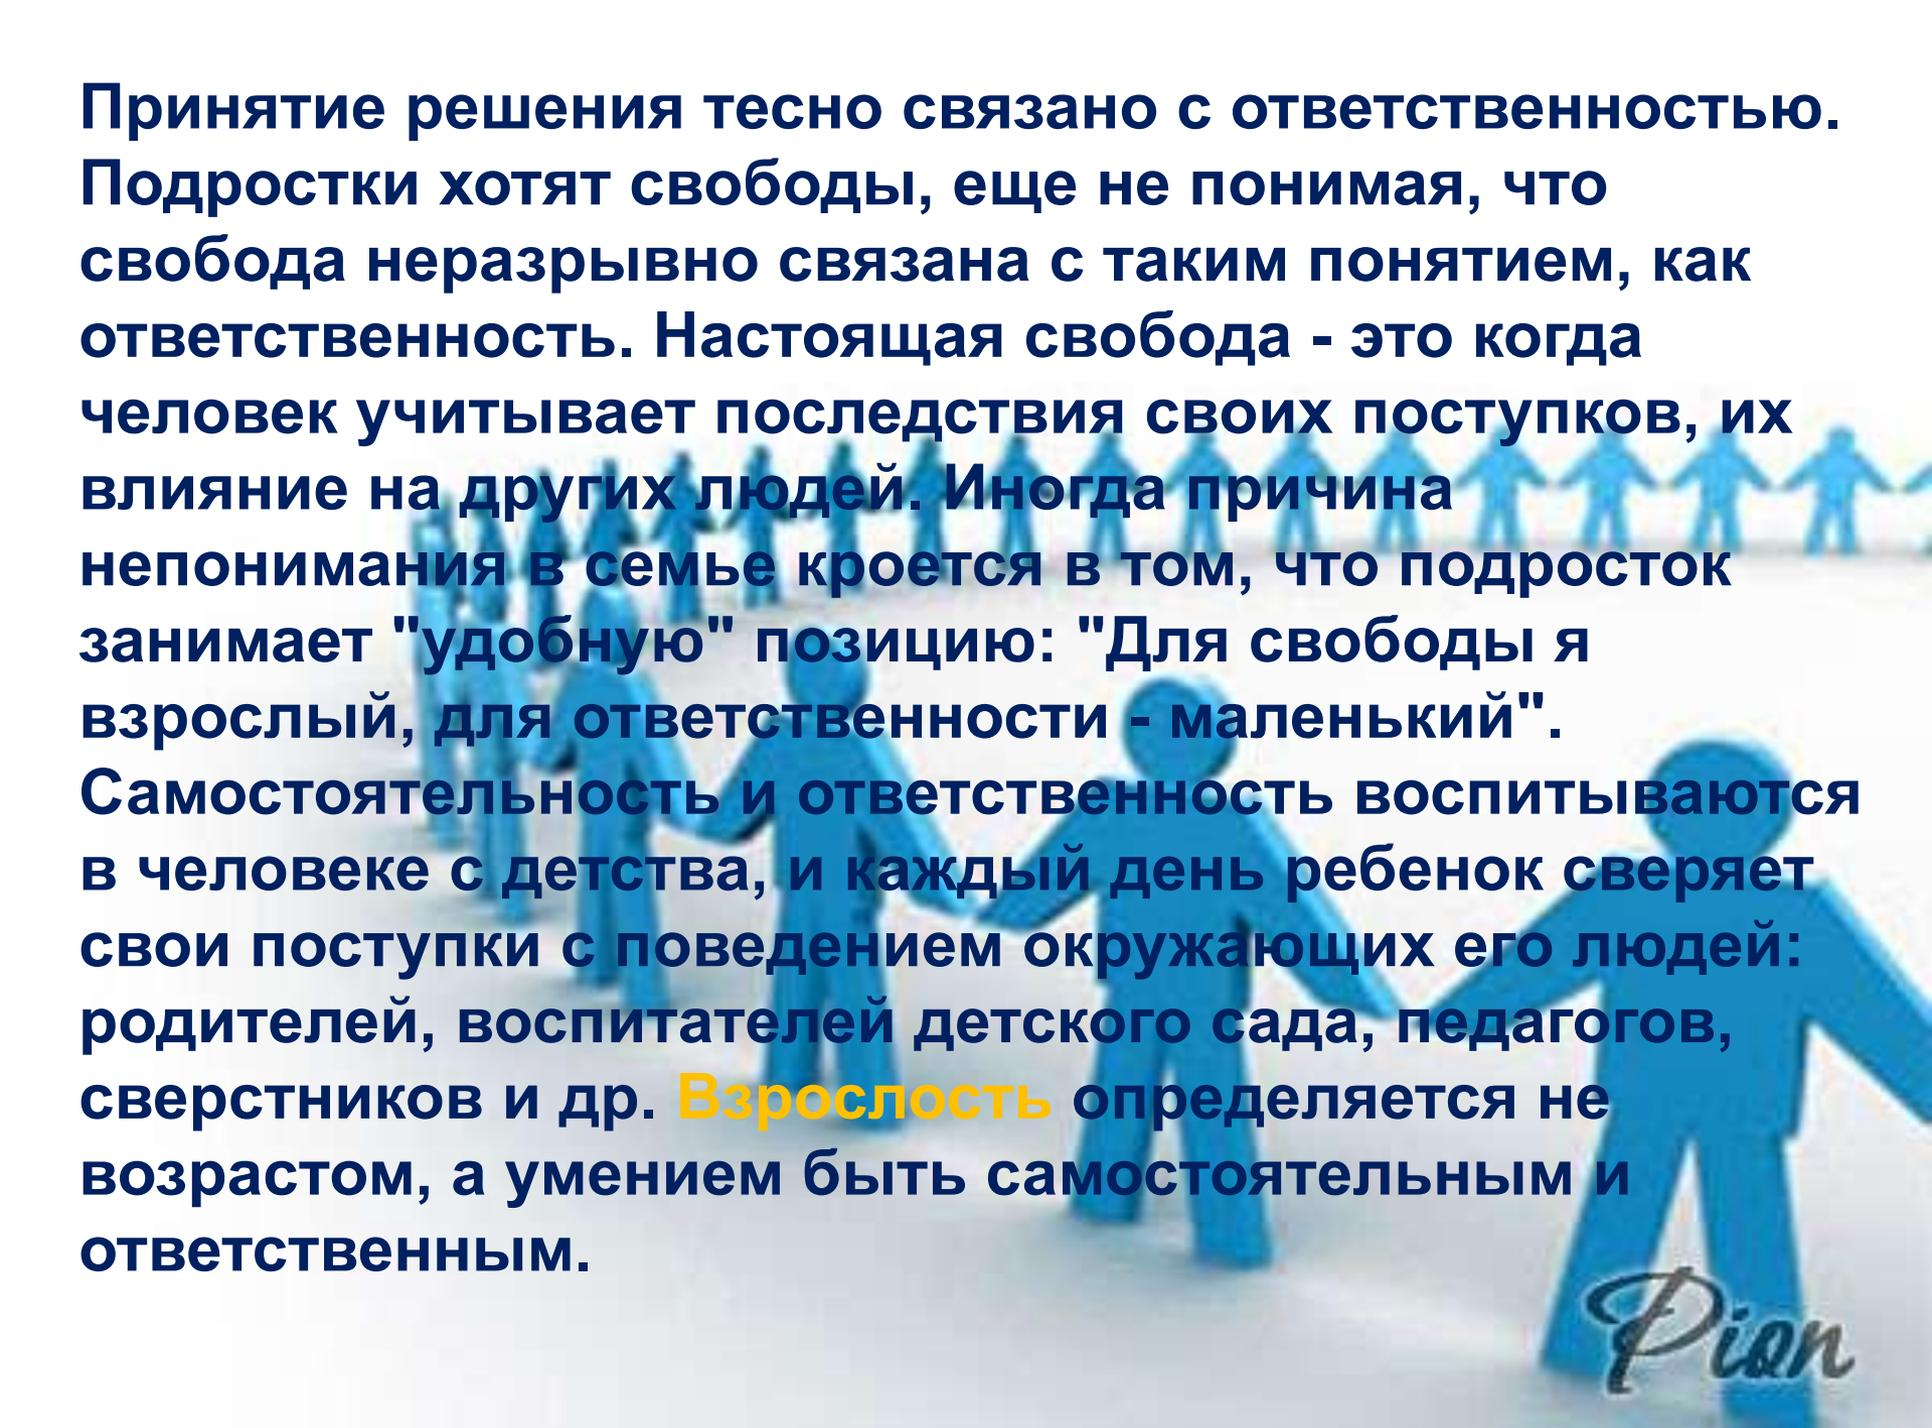 Принятие решения тесно связано с ответственностью.
Подростки хотят свободы, еще не понимая, что
свобода неразрывно связана с таким понятием, как
ответственность. Настоящая свобода - это когда
человек учитывает последствия своих поступков, их
влияние на других людей. Иногда причина
непонимания в семье кроется в том, что подросток
занимает "удобную" позицию: "Для свободы я
взрослый, для ответственности - маленький".
Самостоятельность и ответственность воспитываются
в человеке с детства, и каждый день ребенок сверяет
свои поступки с поведением окружающих его людей:
родителей, воспитателей детского сада, педагогов,
сверстников и др. Взрослость определяется не
возрастом, а умением быть самостоятельным и
ответственным.
Pion